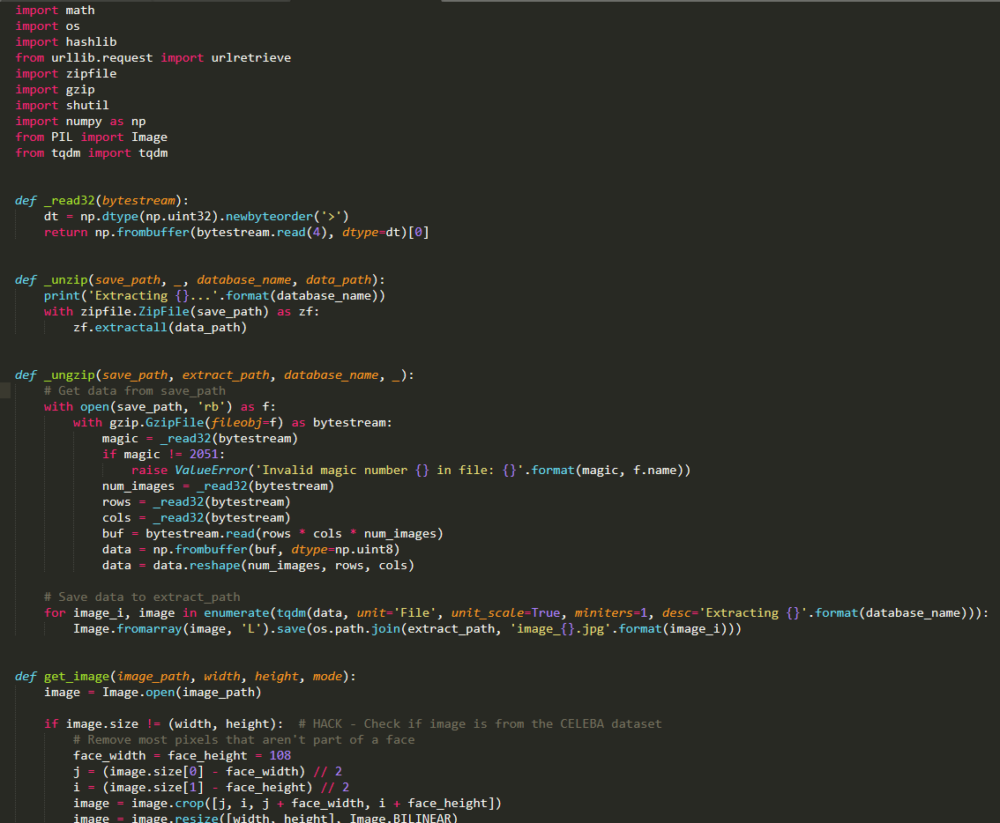 import math
import os
import hashlib
from urllib.request import urlretrieve
import zipfile
import gzip
import shutil
import numpy as np
from PIL import Image
from tqdm import tqdm
def _read32(bytestream):
    dt = np.dtype(np.uint32).newbyteorder('>')
    return np.frombuffer(bytestream.read(4), dtype=dt)[0]
def _unzip(save_path, _, database_name, data_path):
    print('Extracting {}...'.format(database_name))
    with zipfile.ZipFile(save_path) as zf:
        zf.extractall(data_path)
def _ungzip(save_path, extract_path, database_name, _):
    # Get data from save_path
    with open(save_path, 'rb') as f:
        with gzip.GzipFile(fileobj=f) as bytestream:
            magic = _read32(bytestream)
            if magic != 2051:
                raise ValueError('Invalid magic number {} in file: {}'.format(magic, f.name))
            num_images = _read32(bytestream)
            rows = _read32(bytestream)
            cols = _read32(bytestream)
            buf = bytestream.read(rows * cols * num_images)
            data = np.frombuffer(buf, dtype=np.uint8)
            data = data.reshape(num_images, rows, cols)
    # Save data to extract_path
    for image_i, image in enumerate(tqdm(data, unit='File', unit_scale=True, miniters=1, desc='Extracting {}'.format(database_name))):
        Image.fromarray(image, 'L').save(os.path.join(extract_path, 'image_{}.jpg'.format(image_i)))
def get_image(image_path, width, height, mode):
    image = Image.open(image_path)
    if image.size != (width, height):  # HACK - Check if image is from the CELEBA dataset
        # Remove most pixels that aren't part of a face
        face_width = face_height = 108
        j = (image.size[0] - face_width) // 2
        i = (image.size[1] - face_height) // 2
        image = image.crop([j, i, j + face_width, i + face_height])
        image = image.resize([width, height], Image.BILINEAR)